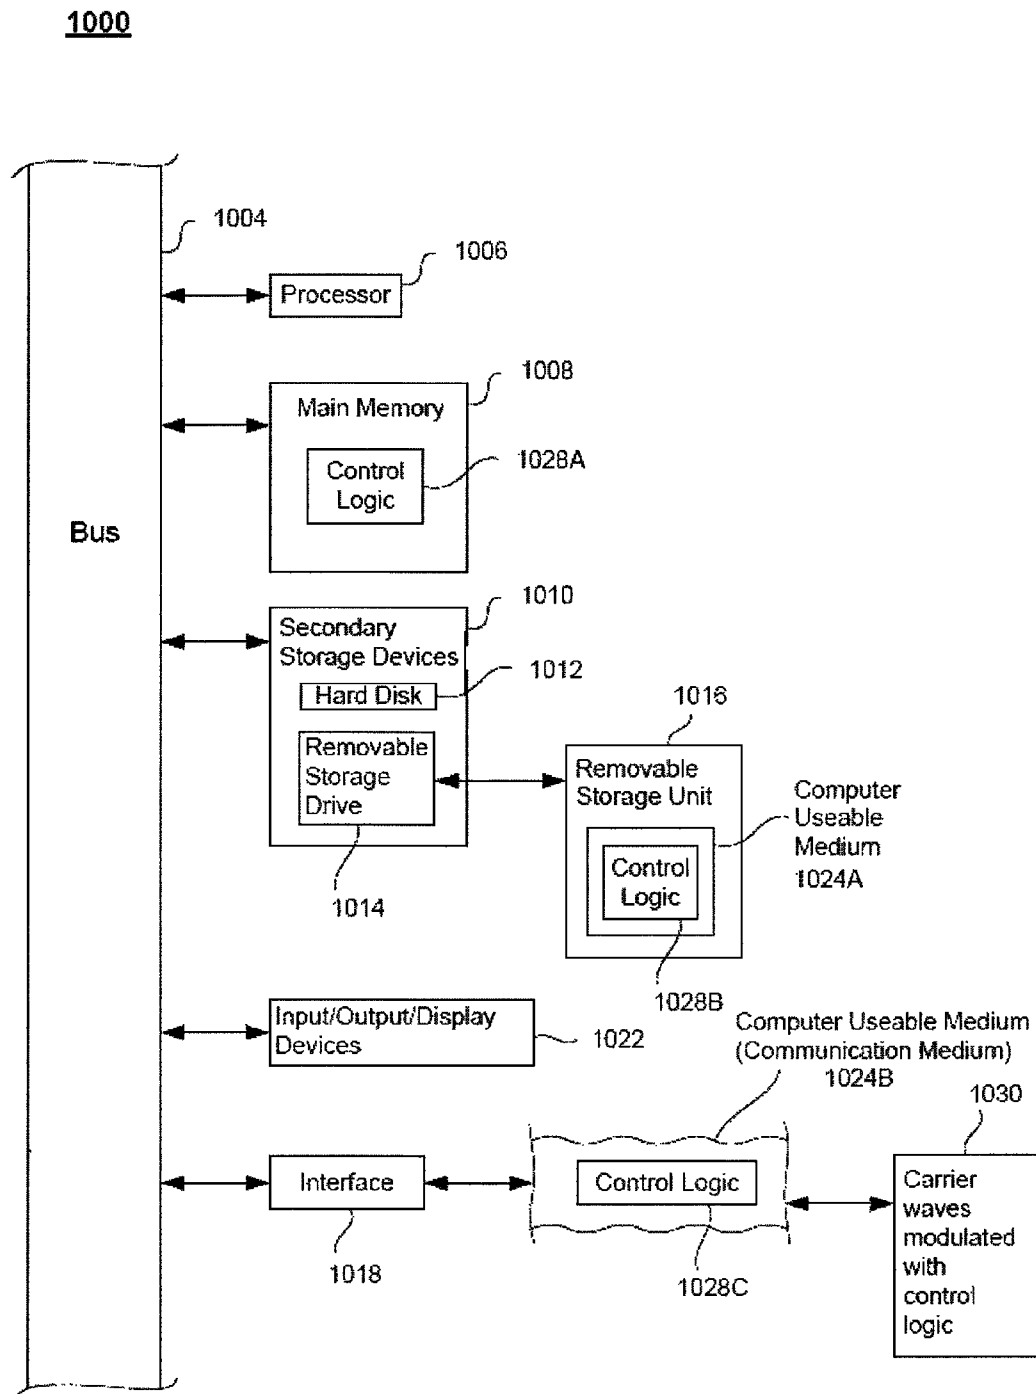 1000
1004
1006
Processor
1008
Main Memory
Control
Logic
1028A
Bus
1010
Secondary
Storage Devices
1012
Hard Disk
1016
Removable
Storage
Drive
Removable
Storage Unit
Computer
Useable
Medium
1024A
Control
Logic
1014
1028B
Input/Output/Display
Devices
1022
Computer Useable Medium
(Communication Medium)
1024B
1030
Interface
Control Logic
Carrier
waves
modulated
with
control
logic
1018
1028C